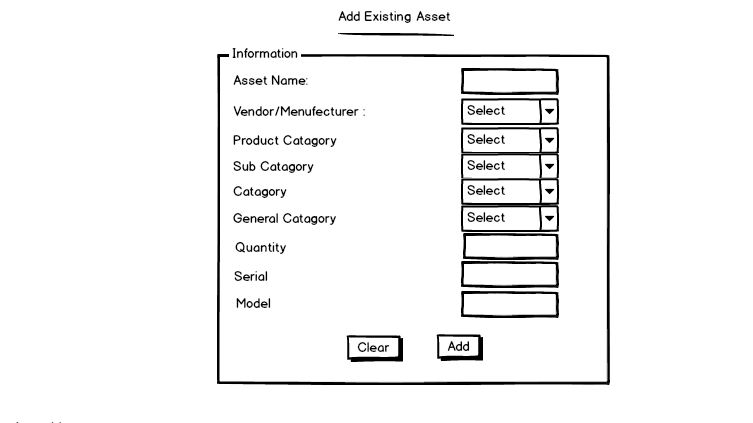 Add Existing Asset
Information
Asset Name:
Vendor/Menufecturer : Select
Product Catagory Select
Sub Catagory Select
Catagory Select
General Catagory Select
Quantity
Serial
Model
Clear Add